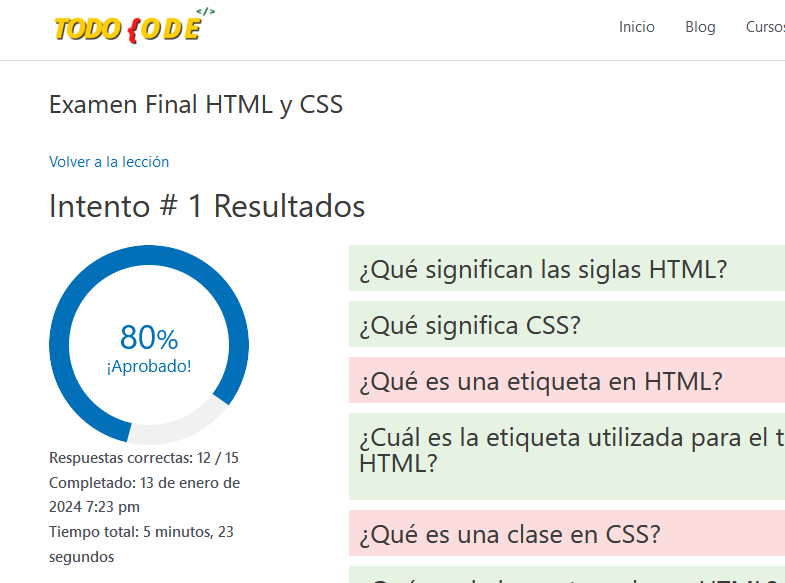 TODO {ODE </>
Inicio Blog Cursos
Examen Final HTML y CSS
Volver a la lección
Intento # 1 Resultados
80%
¡Aprobado!
Respuestas correctas: 12 / 15
Completado: 13 de enero de
2024 7:23 pm
Tiempo total: 5 minutos, 23
segundos
¿Qué significan las siglas HTML?
¿Qué significa CSS?
¿Qué es una etiqueta en HTML?
¿Cuál es la etiqueta utilizada para el t
HTML?
¿Qué es una clase en CSS?